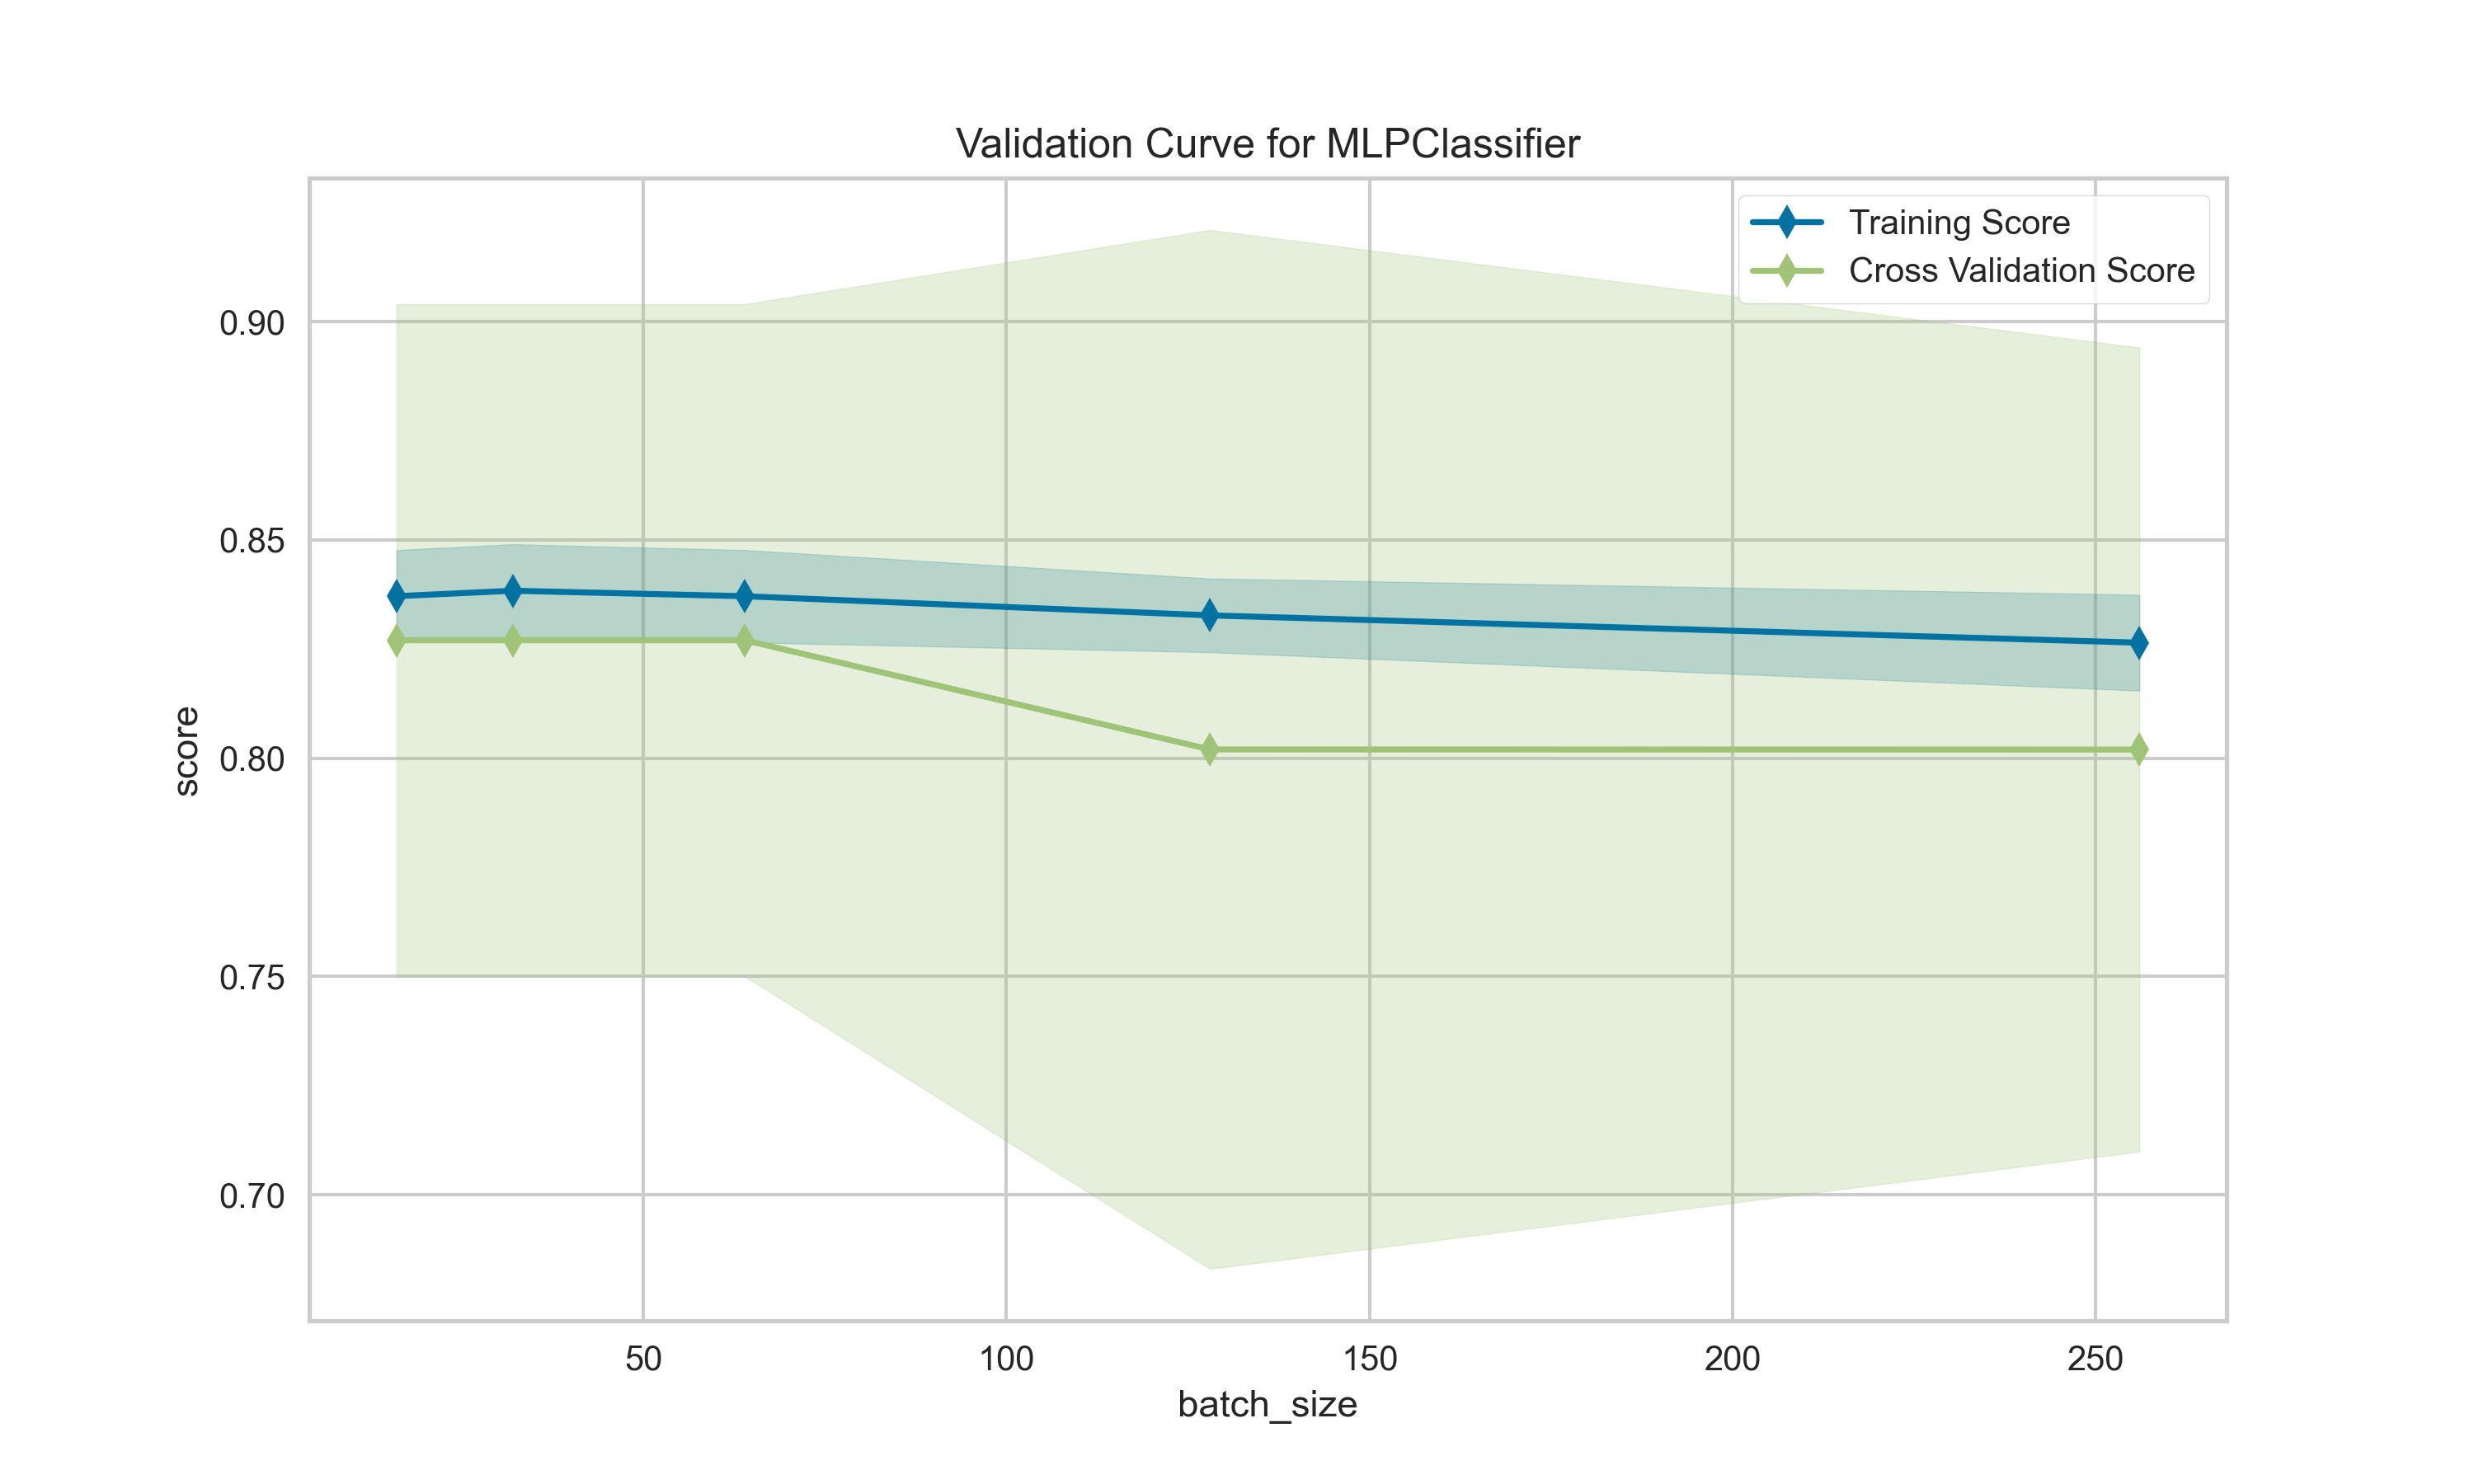 Validation Curve for MLPClassifier
Training Score
Cross Validation Score
0.90
0.85
0.80
0.75
0.70
score
50 100 150 200 250
batch_size